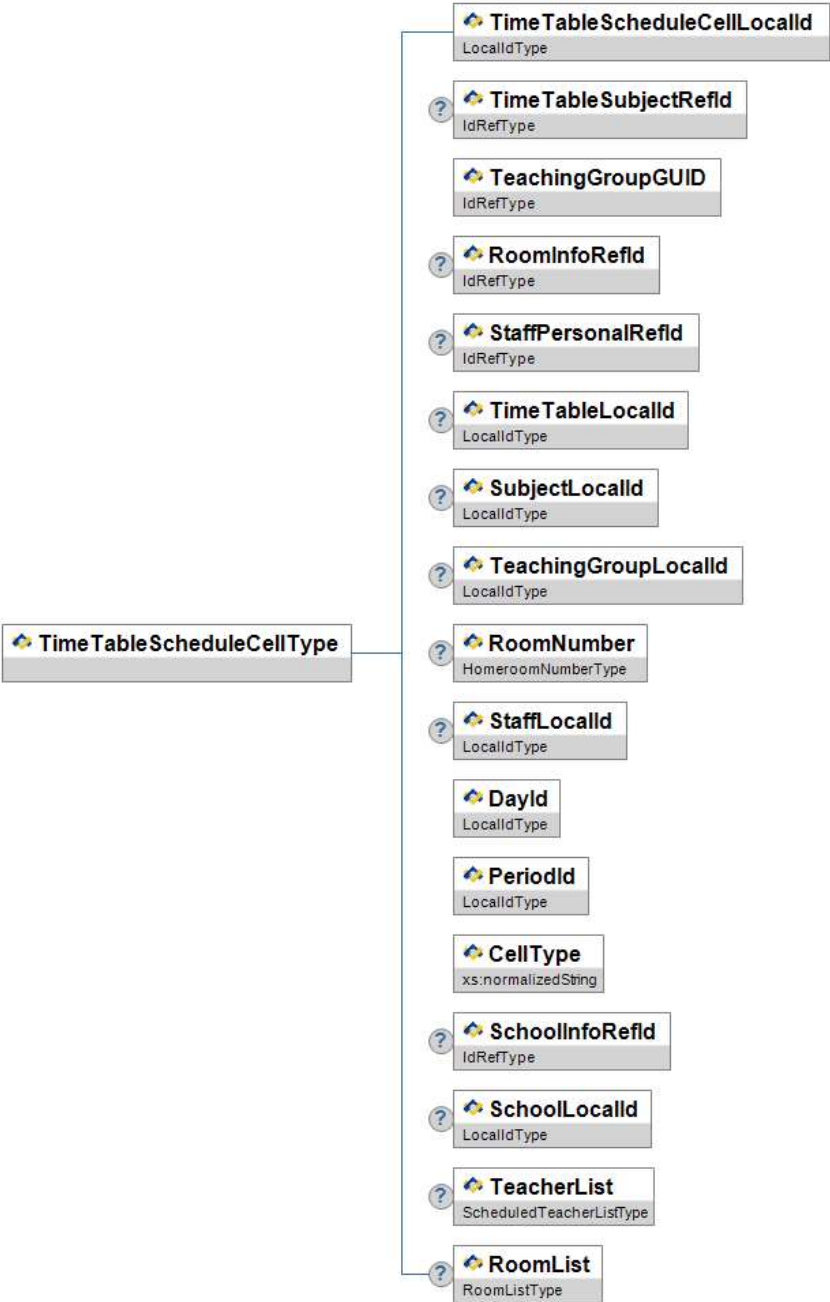 TimeTableScheduleCellLocalId
LocalIdType
?
TimeTableSubjectRefId
IdRefType
TeachingGroupGUID
IdRefType
?
RoomInfoRefId
IdRefType
?
StaffPersonalRefId
IdRefType
?
TimeTableLocalId
LocalIdType
?
SubjectLocalId
LocalIdType
?
TeachingGroupLocalId
LocalIdType
TimeTableScheduleCellType
?
RoomNumber
HomeroomNumberType
?
StaffLocalId
LocalIdType
DayId
LocalIdType
PeriodId
LocalIdType
CellType
xs:normalizedString
?
SchoolInfoRefId
IdRefType
?
SchoolLocalId
LocalIdType
?
TeacherList
ScheduledTeacherListType
?
RoomList
RoomListType